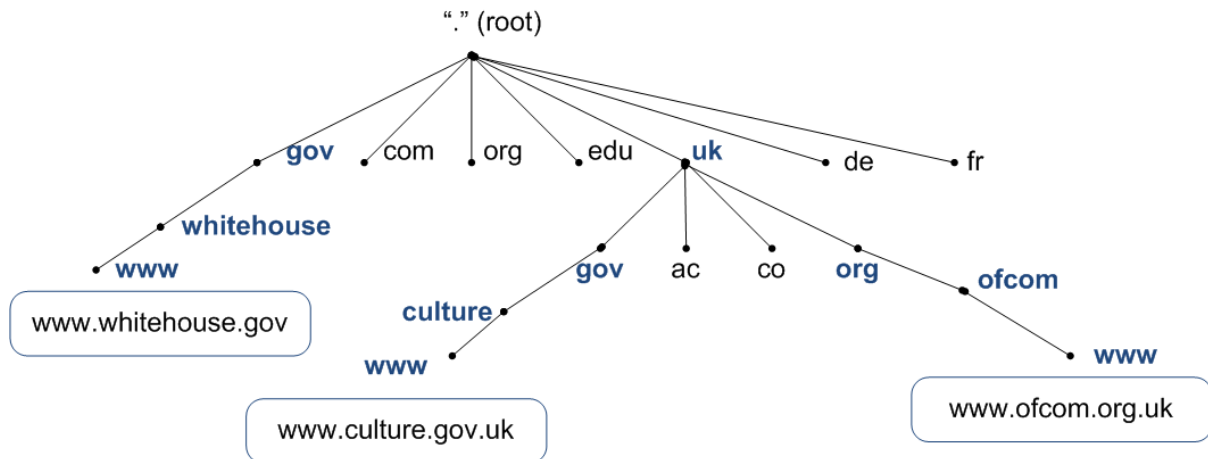 “.” (root)
gov com org edu uk de fr
whitehouse
www
www.whitehouse.gov
gov ac co org
ofcom
culture
www
www
www.culture.gov.uk
www.ofcom.org.uk